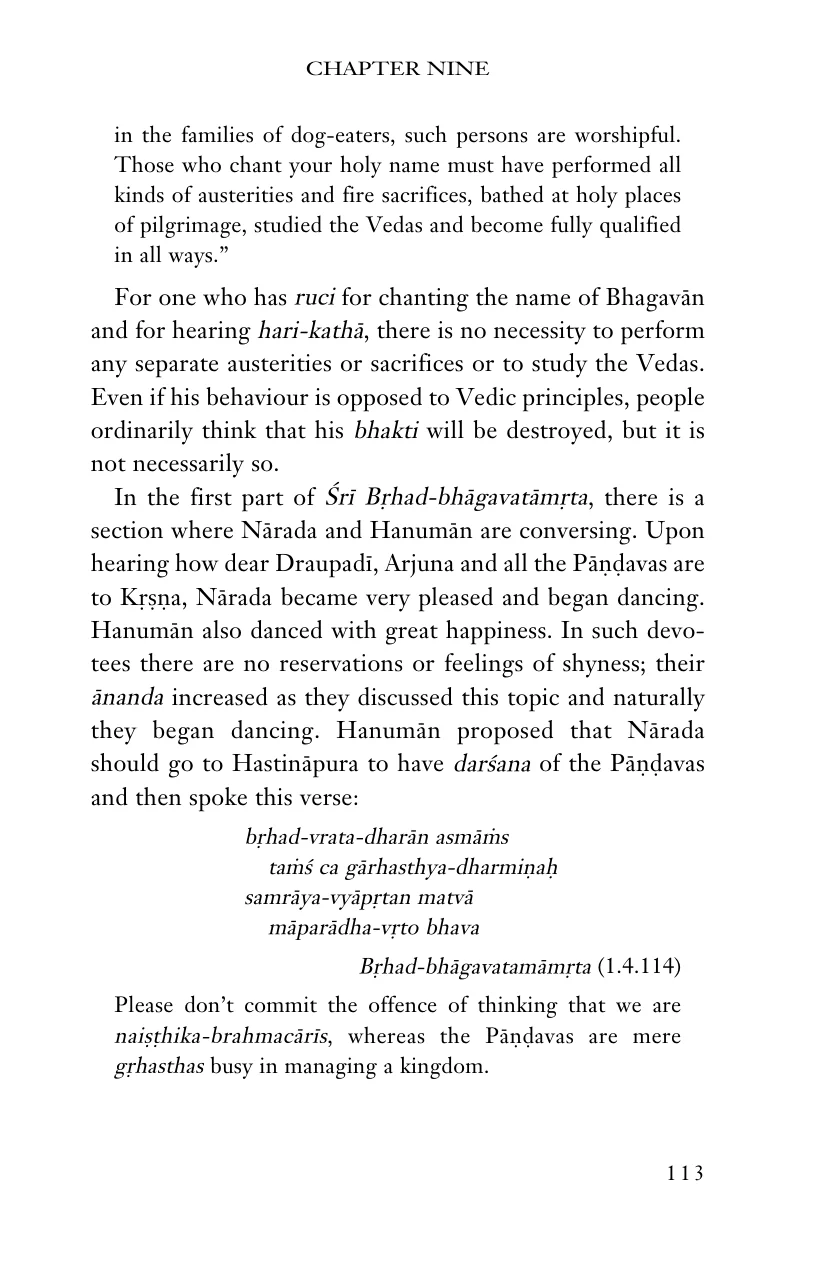 CHAPTER NINE
in the families of dog-eaters, such persons are worshipful.
Those who chant your holy name must have performed all
kinds of austerities and fire sacrifices, bathed at holy places
of pilgrimage, studied the Vedas and become fully qualified
in all ways.”
For one who has ruci for chanting the name of Bhagavān
and for hearing hari-kathā, there is no necessity to perform
any separate austerities or sacrifices or to study the Vedas.
Even if his behaviour is opposed to Vedic principles, people
ordinarily think that his bhakti will be destroyed, but it is
not necessarily so.
In the first part of Śrī Bṛhad-bhāgavatāmṛta, there is a
section where Nārada and Hanumān are conversing. Upon
hearing how dear Draupadī, Arjuna and all the Pāṇḍavas are
to Kṛṣṇa, Nārada became very pleased and began dancing.
Hanumān also danced with great happiness. In such devo-
tees there are no reservations or feelings of shyness; their
ānanda increased as they discussed this topic and naturally
they began dancing. Hanumān proposed that Nārada
should go to Hastināpura to have darśana of the Pāṇḍavas
and then spoke this verse:
bṛhad-vrata-dharān asmāṁs
taṁś ca gārhasthya-dharmiṇaḥ
samrāya-vyāpṛtan matvā
māparādha-vṛto bhava
Bṛhad-bhāgavatamāmṛta (1.4.114)
Please don’t commit the offence of thinking that we are
naiṣṭhika-brahmacārīs, whereas the Pāṇḍavas are mere
gṛhasthas busy in managing a kingdom.
113